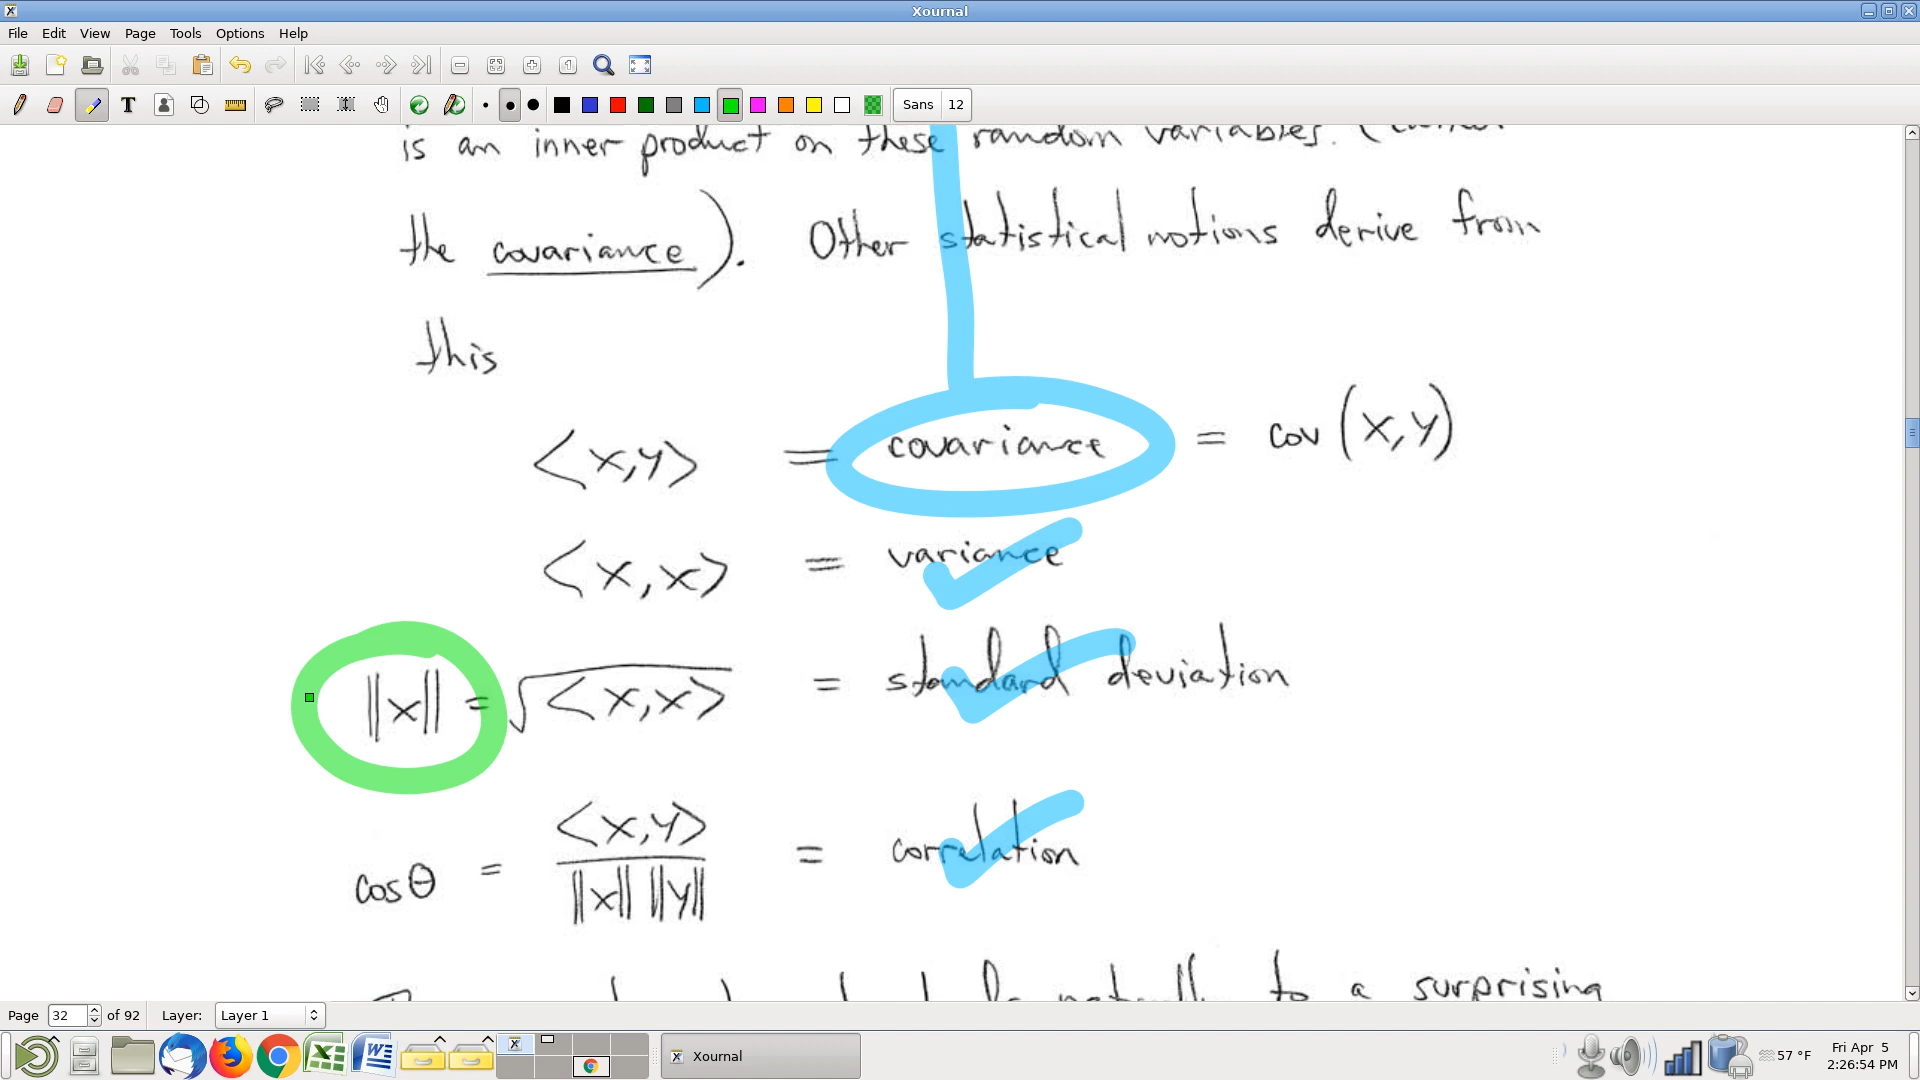 Xournal
File Edit View Page Tools Options Help
Sans 12
is an inner product on these random variables. (
the covariance). Other statistical notions derive from
this
<x,y> = covariance = cov (x,y)
<x,x> = variance
||x|| = √<x,x> = standard deviation
cosθ = <x,y> / ||x|| ||y|| = correlation
to a surprising
Page 32 of 92 Layer: Layer 1
Xournal
57 °F
Fri Apr 5
2:26:54 PM